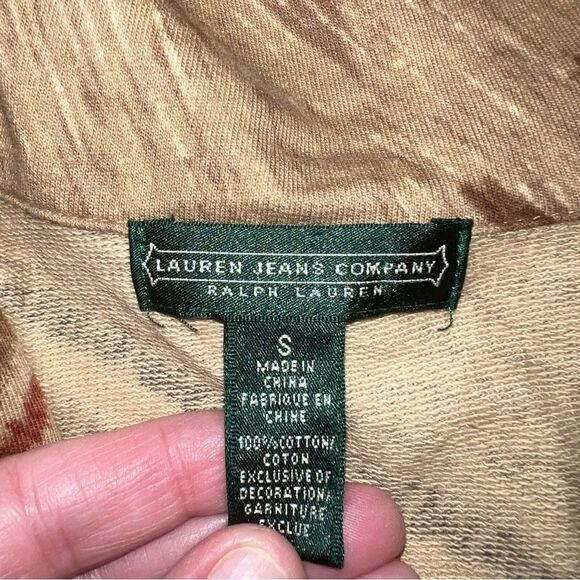 LAUREN JEANS COMPANY
RALPH LAUREN
S
MADE IN
CHINA
FABRIQUE EN
CHINE
100%COTTON/
COTON
EXCLUSIVE OF
DECORATION/
GARNITURE
EXCLUE